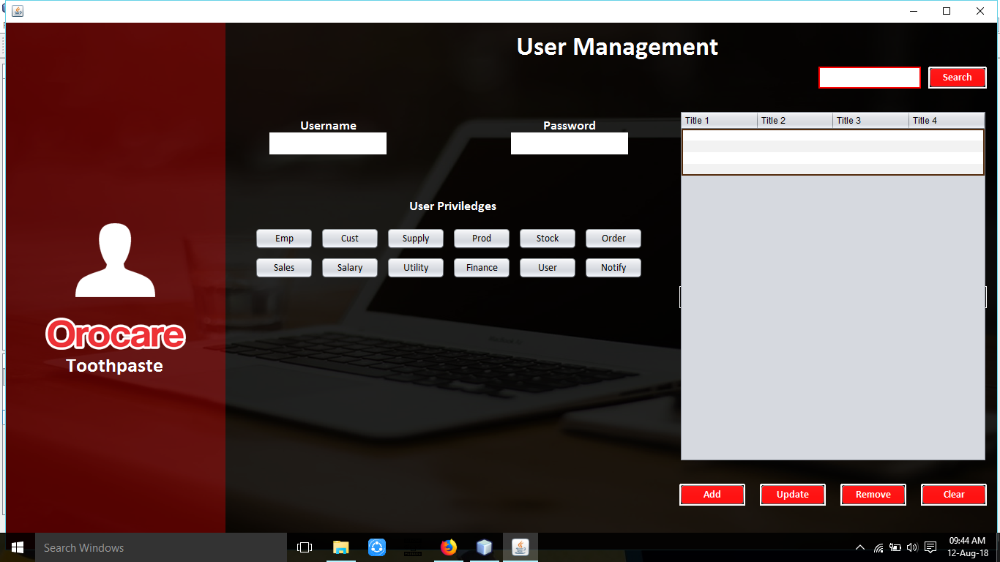 User Management
Search
Username
Password
Title 1 Title 2 Title 3 Title 4
User Priviledges
Emp Cust Supply Prod Stock Order
Sales Salary Utility Finance User Notify
Orocare
Toothpaste
Add Update Remove Clear
Search Windows
09:44 AM
12-Aug-18